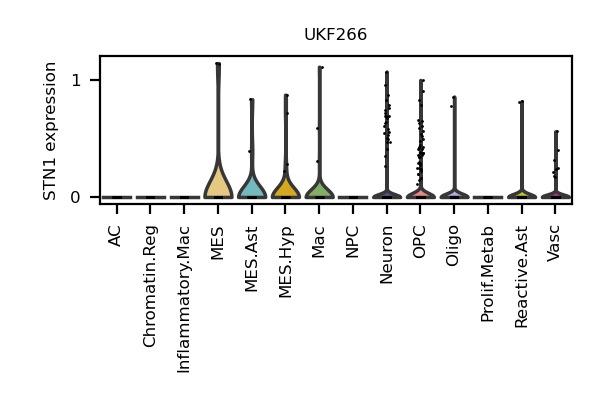 UKF266
STN1 expression
1
0
AC
Chromatin.Reg
Inflammatory.Mac
MES
MES.Ast
MES.Hyp
Mac
NPC
Neuron
OPC
Oligo
Prolif.Metab
Reactive.Ast
Vasc